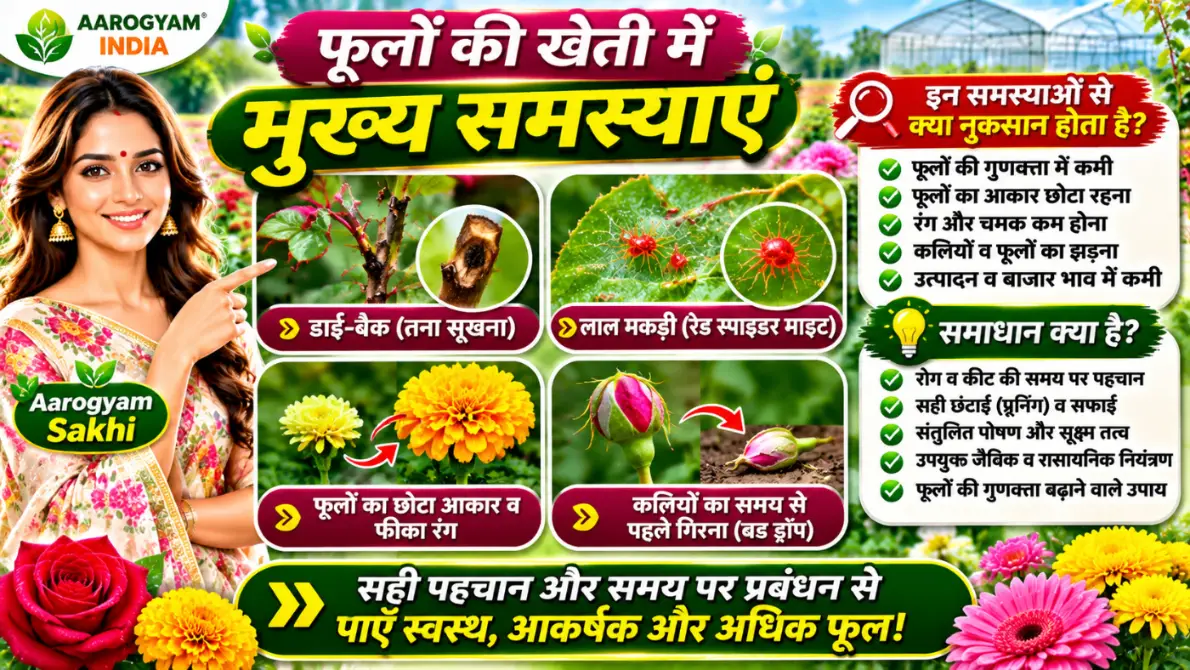 AAROGYAM®
INDIA
फूलों की खेती में
मुख्य समस्याएं
डाई-बैक (तना सूखना)
लाल मकड़ी (रेड स्पाइडर माइट)
फूलों का छोटा आकार व
फीका रंग
कलियों का समय से
पहले गिरना (बड ड्रॉप)
Aarogyam
Sakhi
इन समस्याओं से
क्या नुकसान होता है?
फूलों की गुणक्त्ता में कमी
फूलों का आकार छोटा रहना
रंग और चमक कम होना
कलियों व फूलों का झड़ना
उत्पादन व बाजार भाव में कमी
समाधान क्या है?
रोग व कीट की समय पर पहचान
सही छंटाई (प्रूनिंग) व सफाई
संतुलित पोषण और सूक्ष्म तत्व
उपयुक्त जैविक व रासायनिक नियंत्रण
फूलों की गुणक्त्ता बढ़ाने वाले उपाय
सही पहचान और समय पर प्रबंधन से
पाएँ स्वस्थ, आकर्षक और अधिक फूल!